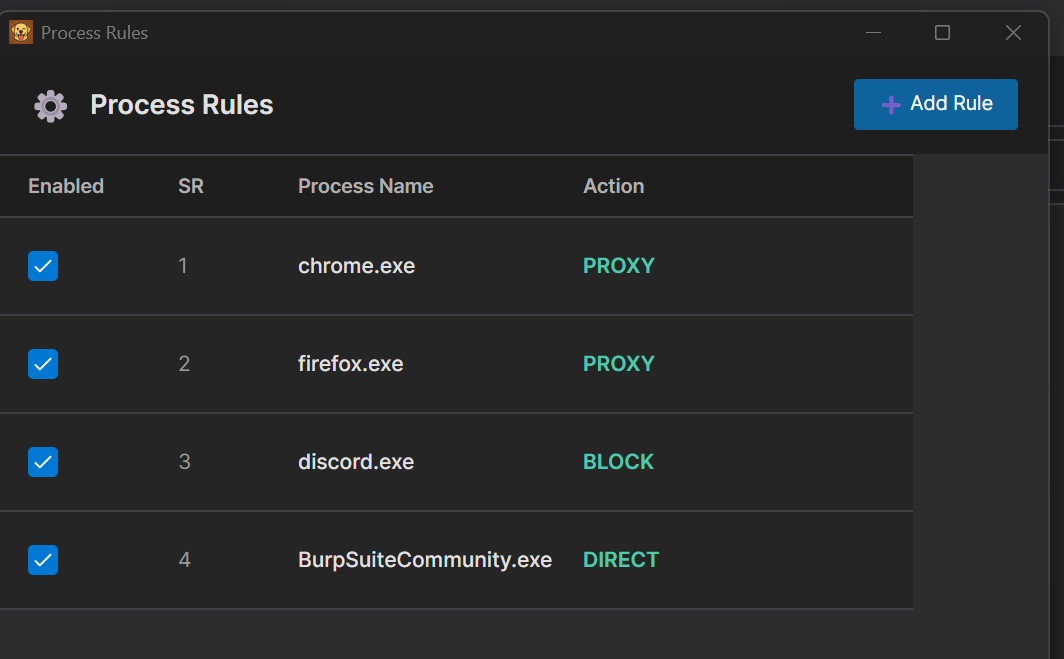 Process Rules
Process Rules
Add Rule
Enabled SR Process Name Action
1 chrome.exe PROXY
2 firefox.exe PROXY
3 discord.exe BLOCK
4 BurpSuiteCommunity.exe DIRECT